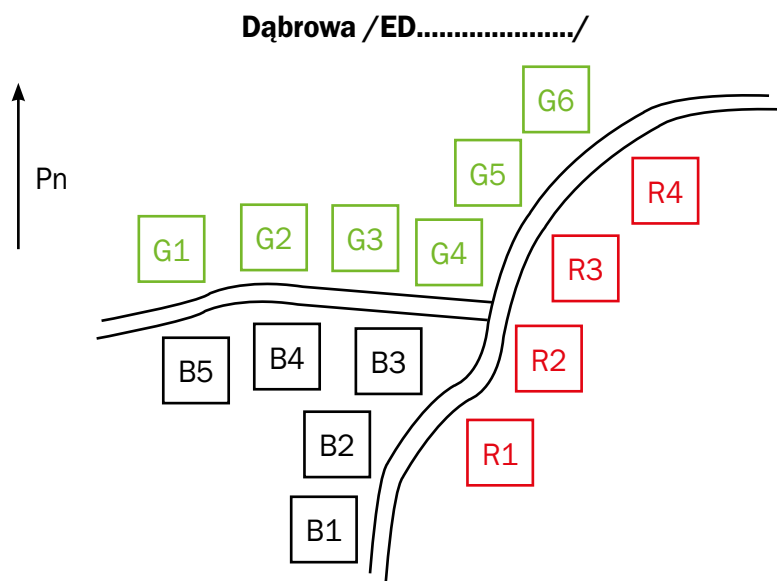 Dąbrowa /ED...................../
G6
Pn
G5
R4
G1 G2 G3 G4
R3
B5 B4 B3 R2
B2 R1
B1